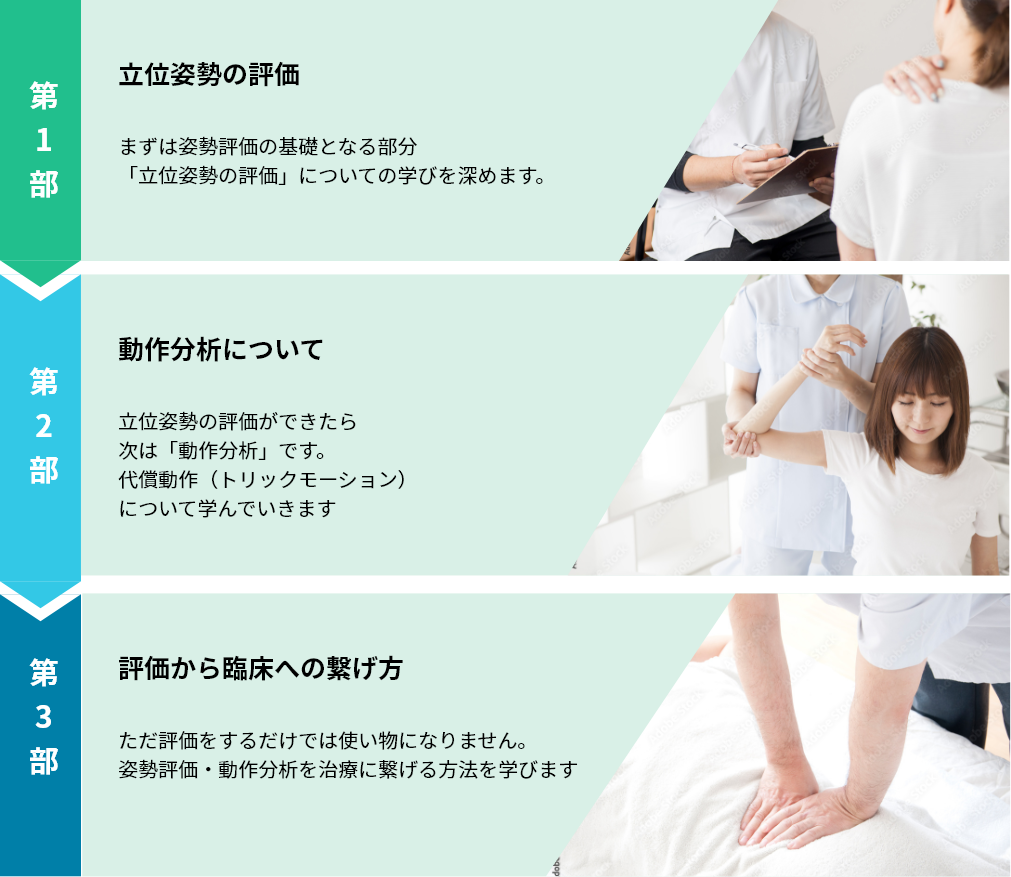 第1部
立位姿勢の評価
まずは姿勢評価の基礎となる部分
「立位姿勢の評価」についての学びを深めます。
第2部
動作分析について
立位姿勢の評価ができたら
次は「動作分析」です。
代償動作（トリックモーション）
について学んでいきます
第3部
評価から臨床への繋げ方
ただ評価をするだけでは使い物になりません。
姿勢評価・動作分析を治療に繋げる方法を学びます